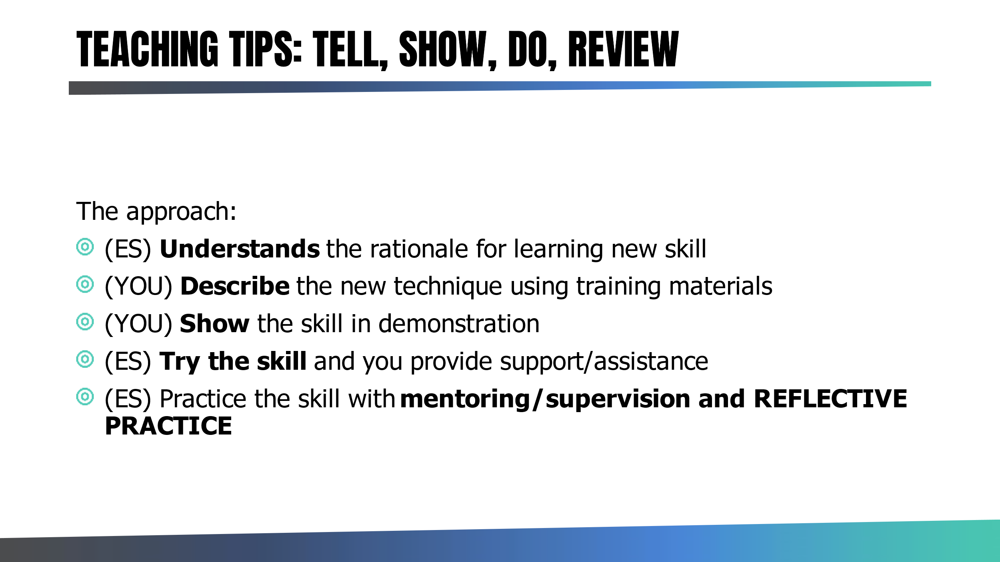 TEACHING TIPS: TELL, SHOW, DO, REVIEW
The approach:
(ES) Understands the rationale for learning new skill
(YOU) Describe the new technique using training materials
(YOU) Show the skill in demonstration
(ES) Try the skill and you provide support/assistance
(ES) Practice the skill with mentoring/supervision and REFLECTIVE
PRACTICE